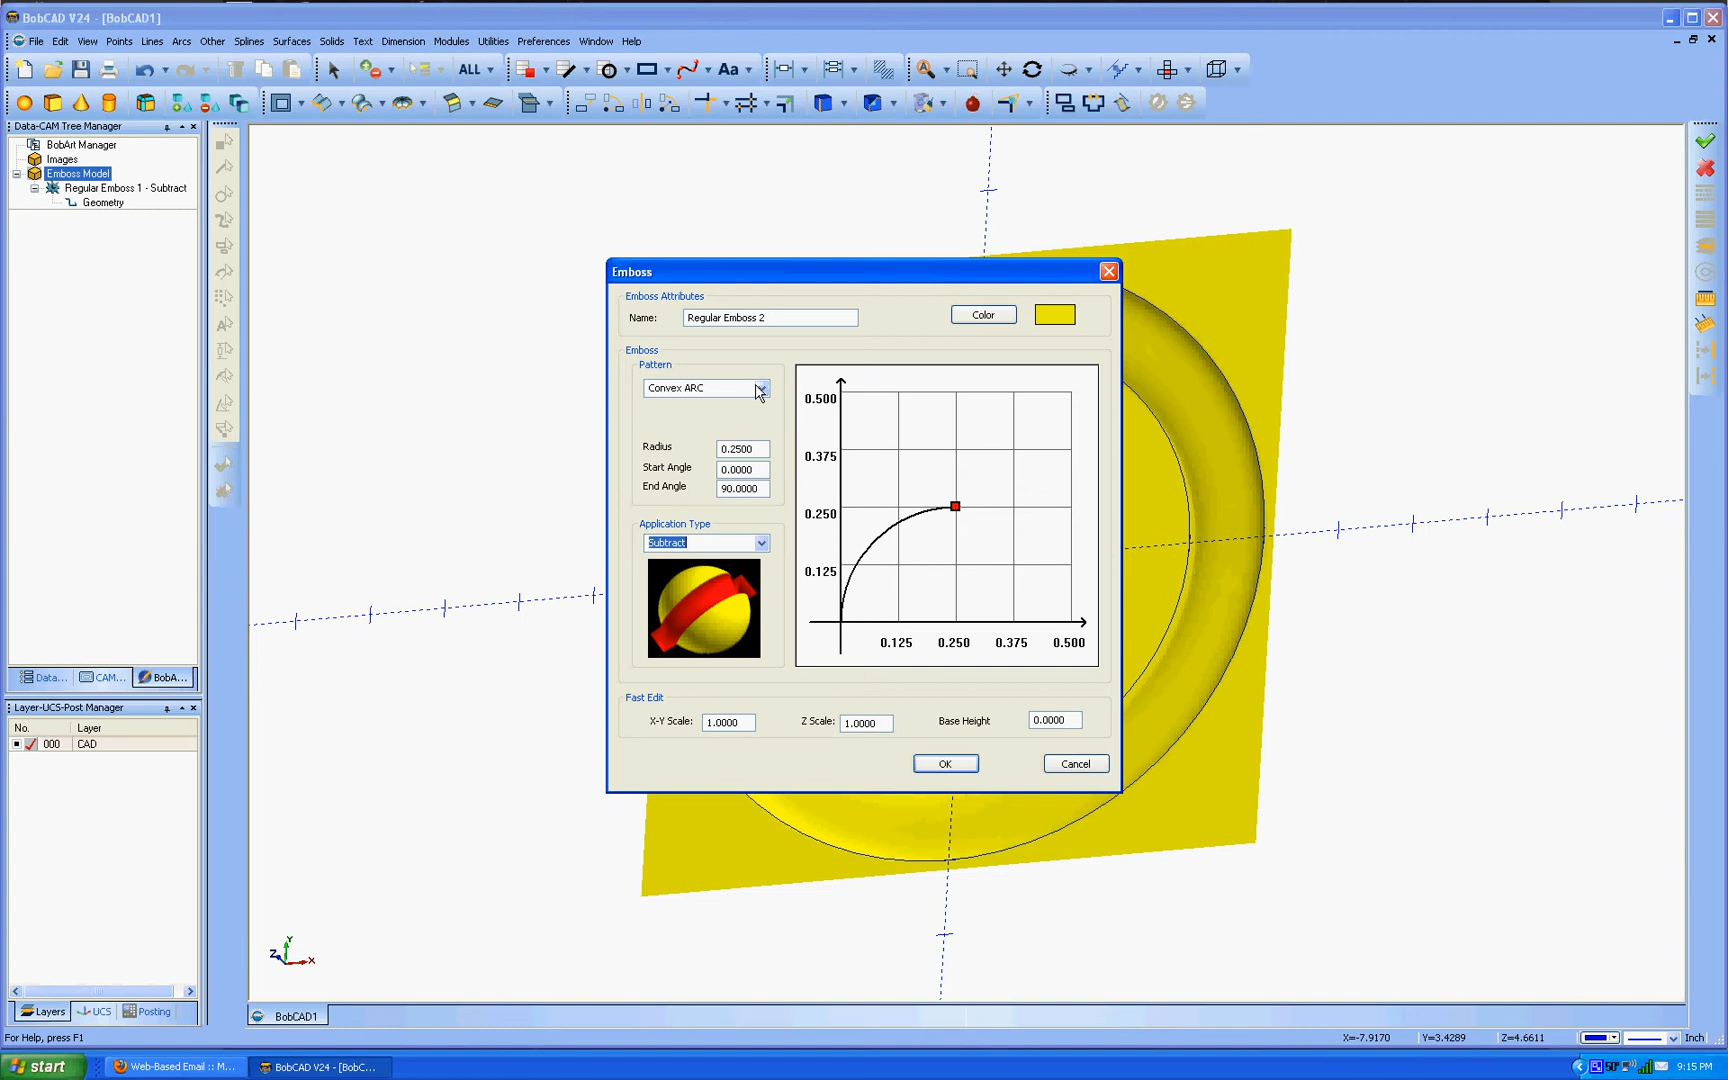 BobCAD V24 - [BobCAD1]
File Edit View Points Lines Arcs Other Splines Surfaces Solids Text Dimension Modules Utilities Preferences Window Help
ALL Aa
Data-CAM Tree Manager
BobArt Manager
Images
Emboss Model
Regular Emboss 1 - Subtract
Geometry
Data... CAM... BobA...
Layer-UCS-Post Manager
No. Layer
000 CAD
Layers UCS Posting
Emboss
Emboss Attributes
Name: Regular Emboss 2 Color
Emboss
Pattern
Convex ARC
Radius 0.2500
Start Angle 0.0000
End Angle 90.0000
Application Type
Subtract
0.500
0.375
0.250
0.125
0.125 0.250 0.375 0.500
Fast Edit
X-Y Scale: 1.0000 Z Scale: 1.0000 Base Height 0.0000
OK Cancel
Y
Z X
BobCAD1
For Help, press F1 X=-7.9170 Y=3.4289 Z=4.6611 Inch
start Web-Based Email :: M... BobCAD V24 - [BobC... 50° 9:15 PM